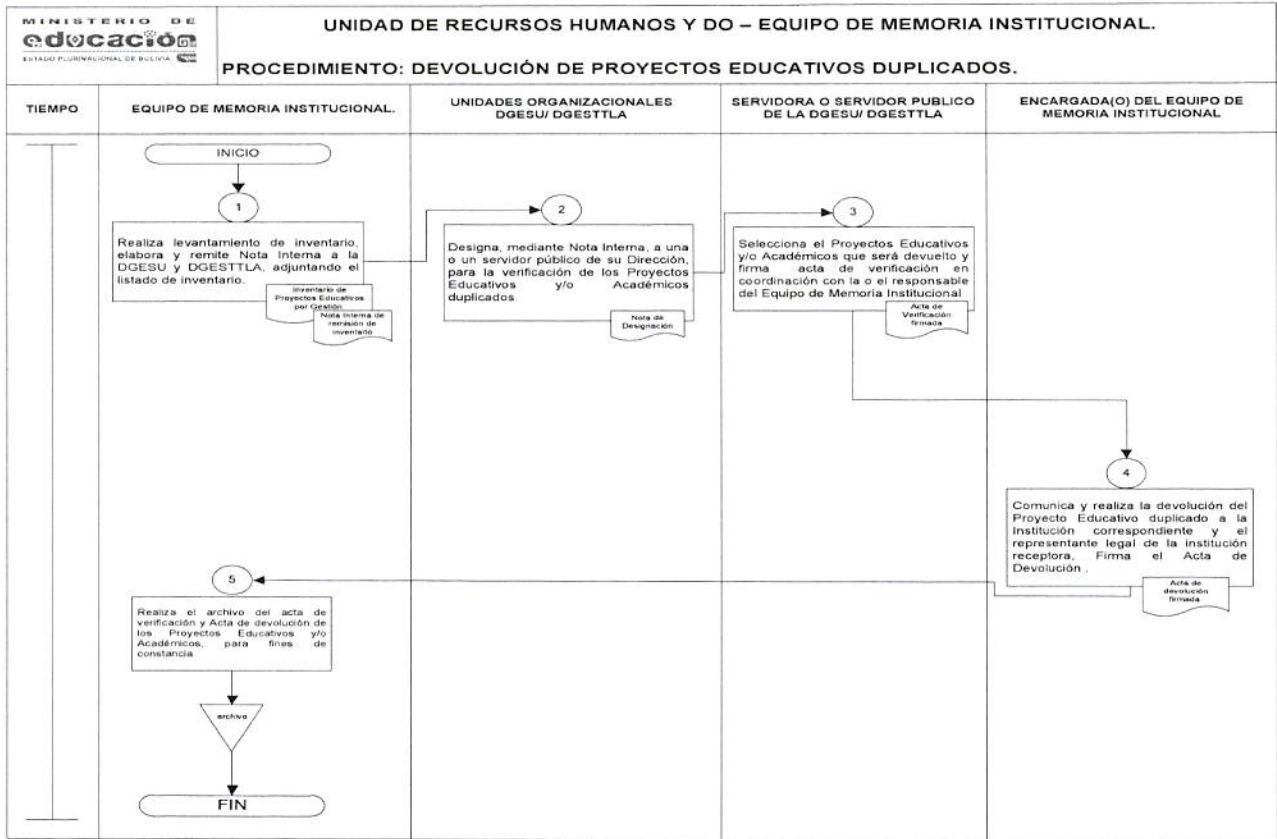 MINISTERIO DE
educación
ESTADO PLURINACIONAL DE BOLIVIA
UNIDAD DE RECURSOS HUMANOS Y DO – EQUIPO DE MEMORIA INSTITUCIONAL.
PROCEDIMIENTO: DEVOLUCIÓN DE PROYECTOS EDUCATIVOS DUPLICADOS.
TIEMPO
EQUIPO DE MEMORIA INSTITUCIONAL.
UNIDADES ORGANIZACIONALES
DGESU/ DGESTTLA
SERVIDORA O SERVIDOR PUBLICO
DE LA DGESU/ DGESTTLA
ENCARGADA(O) DEL EQUIPO DE
MEMORIA INSTITUCIONAL
INICIO
1
Realiza levantamiento de inventario,
elabora y remite Nota Interna a la
DGESU y DGESTTLA, adjuntando el
listado de inventario.
Inventario de
Proyectos Educativos
por Gestión
Nota Interna de
remisión de
inventario
2
Designa, mediante Nota Interna, a una
o un servidor público de su Dirección,
para la verificación de los Proyectos
Educativos y/o Académicos
duplicados.
Nota de
Designación
3
Selecciona el Proyectos Educativos
y/o Académicos que será devuelto y
firma acta de verificación en
coordinación con la o el responsable
del Equipo de Memoria Institucional
Acta de
Verificación
firmada
4
Comunica y realiza la devolución del
Proyecto Educativo duplicado a la
Institución correspondiente y el
representante legal de la institución
receptora, Firma el Acta de
Devolución .
Acta de
devolución
firmada
5
Realiza el archivo del acta de
verificación y Acta de devolución de
los Proyectos Educativos y/o
Académicos, para fines de
constancia
archivo
FIN